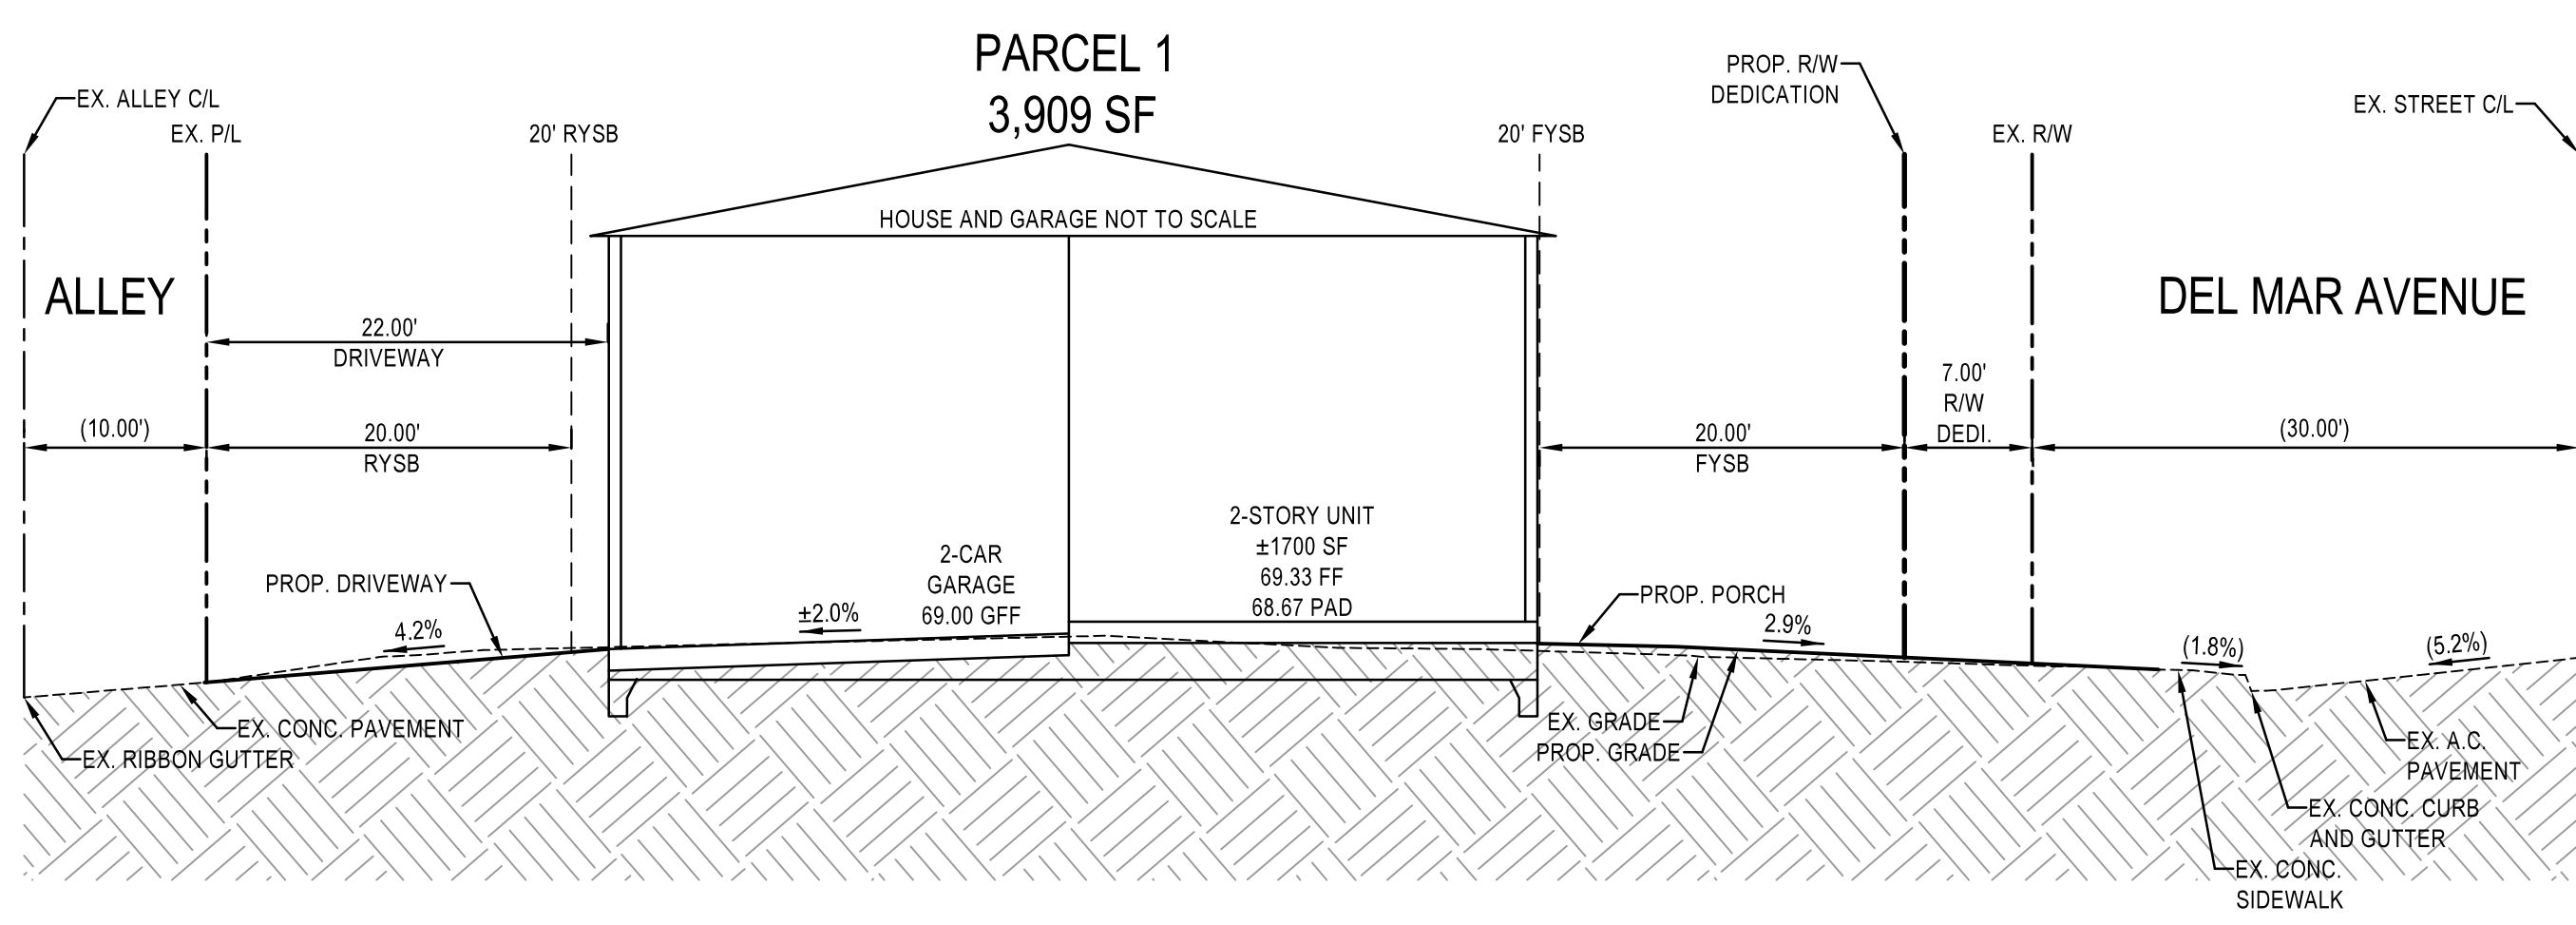 PARCEL 1
3,909 SF
EX. ALLEY C/L
EX. P/L
20' RYSB
20' FYSB
PROP. R/W
DEDICATION
EX. R/W
EX. STREET C/L
HOUSE AND GARAGE NOT TO SCALE
ALLEY
DEL MAR AVENUE
22.00'
DRIVEWAY
(10.00')
20.00'
RYSB
20.00'
FYSB
7.00'
R/W
DEDI.
(30.00')
2-CAR
GARAGE
69.00 GFF
2-STORY UNIT
±1700 SF
69.33 FF
68.67 PAD
PROP. DRIVEWAY
4.2%
±2.0%
PROP. PORCH
2.9%
(1.8%)
(5.2%)
EX. CONC. PAVEMENT
EX. RIBBON GUTTER
EX. GRADE
PROP. GRADE
EX. A.C.
PAVEMENT
EX. CONC. CURB
AND GUTTER
EX. CONC.
SIDEWALK